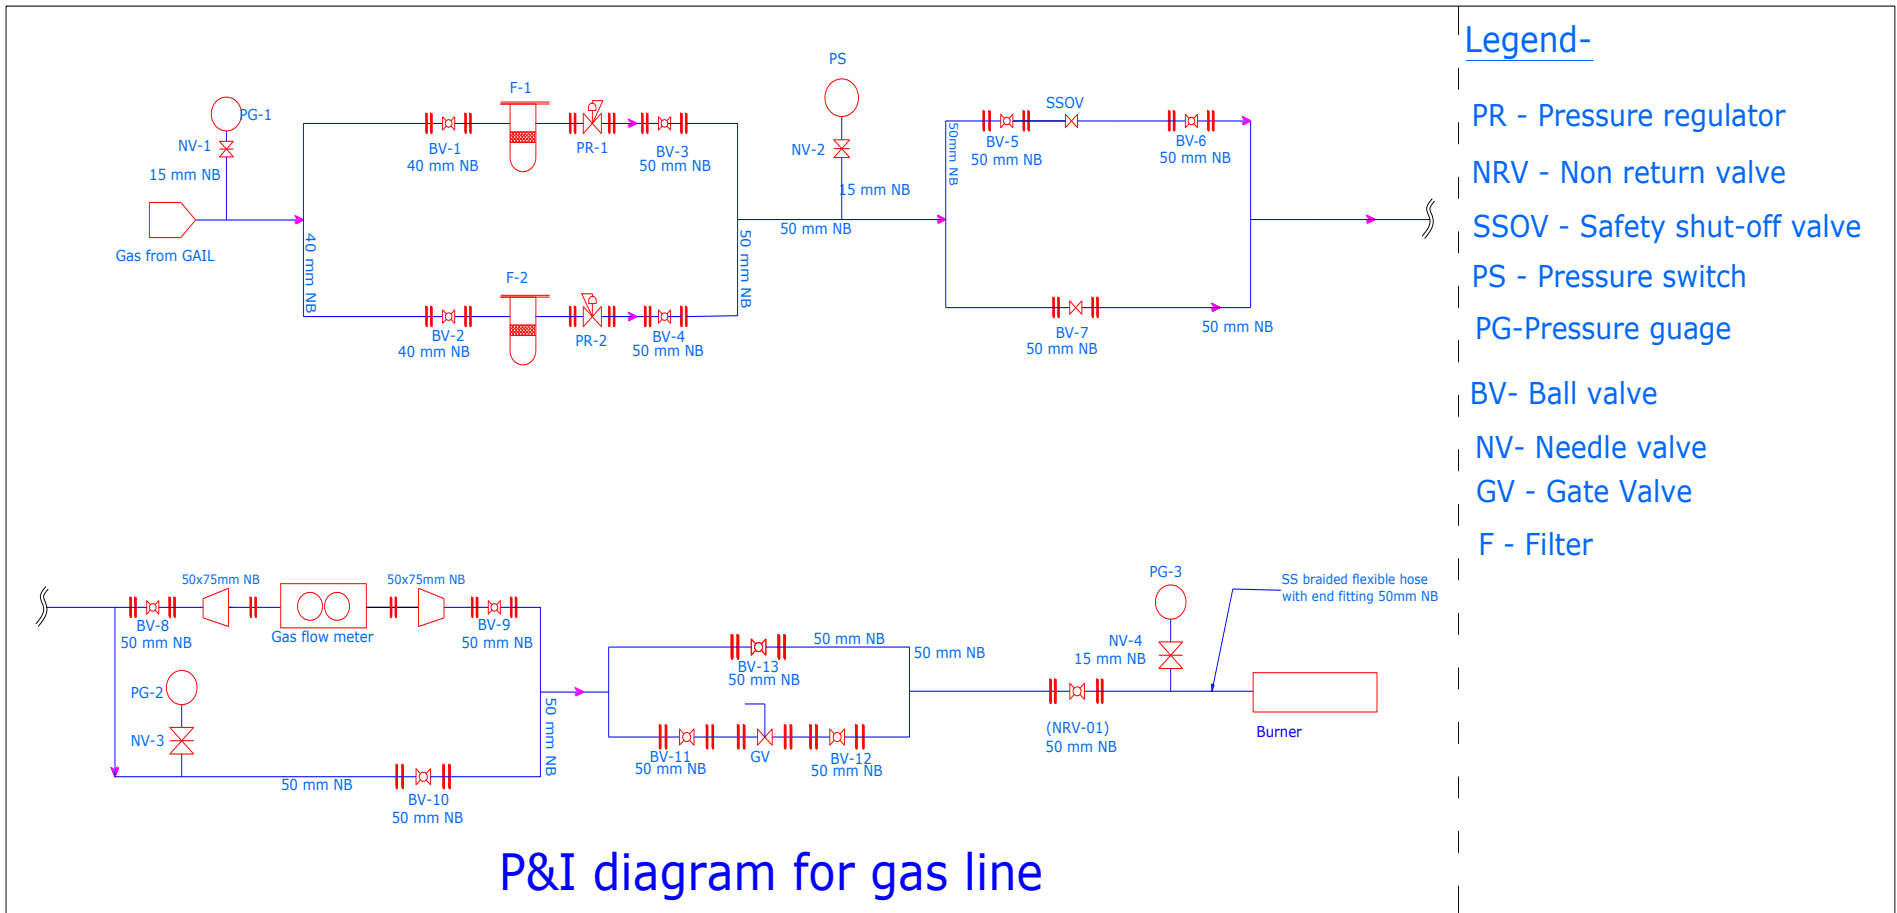 Legend-
PR - Pressure regulator
NRV - Non return valve
SSOV - Safety shut-off valve
PS - Pressure switch
PG-Pressure guage
BV- Ball valve
NV- Needle valve
GV - Gate Valve
F - Filter
PG-1
NV-1
15 mm NB
Gas from GAIL
40 mm NB
F-1
BV-1
40 mm NB
PR-1
BV-3
50 mm NB
F-2
BV-2
40 mm NB
PR-2
BV-4
50 mm NB
50 mm NB
PS
NV-2
15 mm NB
50 mm NB
50mm NB
SSOV
BV-5
50 mm NB
BV-6
50 mm NB
BV-7
50 mm NB
50 mm NB
50x75mm NB
50x75mm NB
BV-8
50 mm NB
Gas flow meter
BV-9
50 mm NB
PG-2
NV-3
50 mm NB
BV-10
50 mm NB
50 mm NB
BV-13
50 mm NB
50 mm NB
50 mm NB
BV-11
50 mm NB
GV
BV-12
50 mm NB
(NRV-01)
50 mm NB
PG-3
NV-4
15 mm NB
SS braided flexible hose
with end fitting 50mm NB
Burner
P&I diagram for gas line